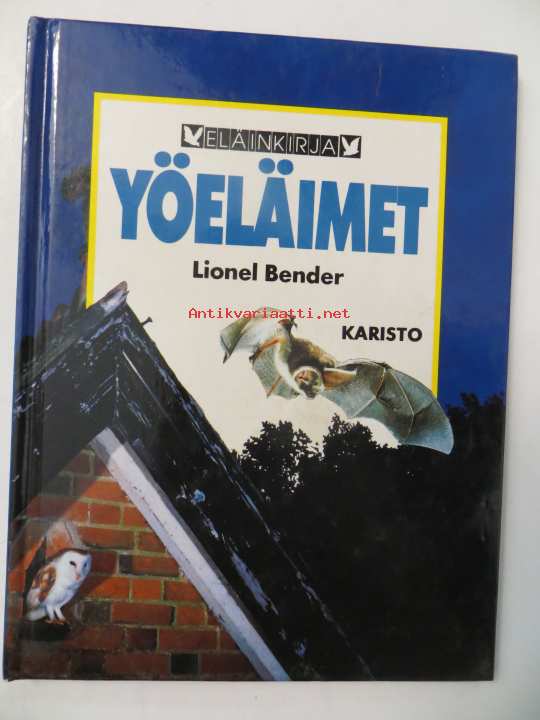 ELÄINKIRJA
YÖELÄIMET
Lionel Bender
Antikvariaatti.net
KARISTO